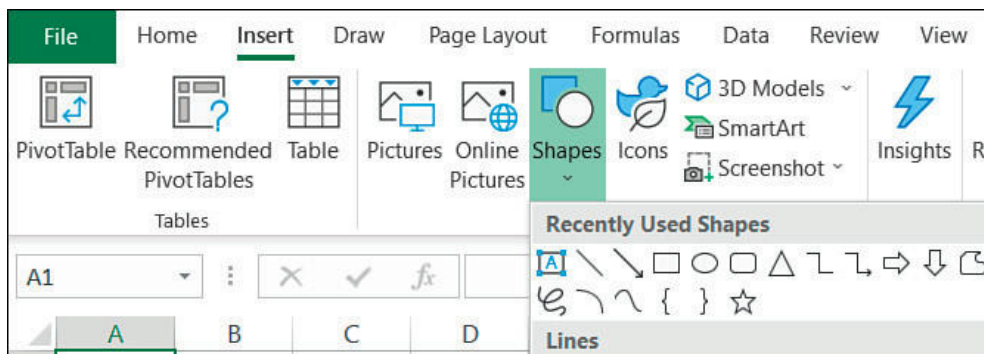 File Home Insert Draw Page Layout Formulas Data Review View
3D Models
SmartArt
Screenshot
PivotTable Recommended PivotTables Table Pictures Online Pictures Shapes Icons Insights R
Tables
Recently Used Shapes
A
A1 fx
A B C D
Lines